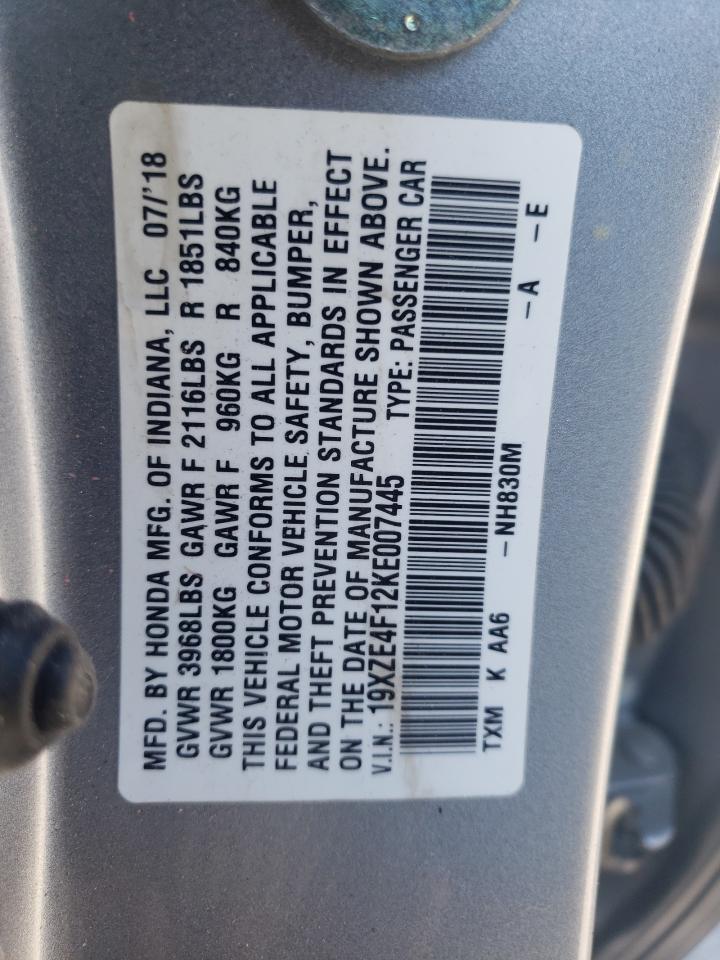 MFD. BY HONDA MFG. OF INDIANA, LLC 07/'18
GVWR 3968LBS GAWR F 2116LBS R 1851LBS
GVWR 1800KG GAWR F 960KG R 840KG
THIS VEHICLE CONFORMS TO ALL APPLICABLE
FEDERAL MOTOR VEHICLE SAFETY, BUMPER,
AND THEFT PREVENTION STANDARDS IN EFFECT
ON THE DATE OF MANUFACTURE SHOWN ABOVE.
V.I.N.: 19XZE4F12KE007445 TYPE: PASSENGER CAR
TXM K AA6 -NH830M -A -E